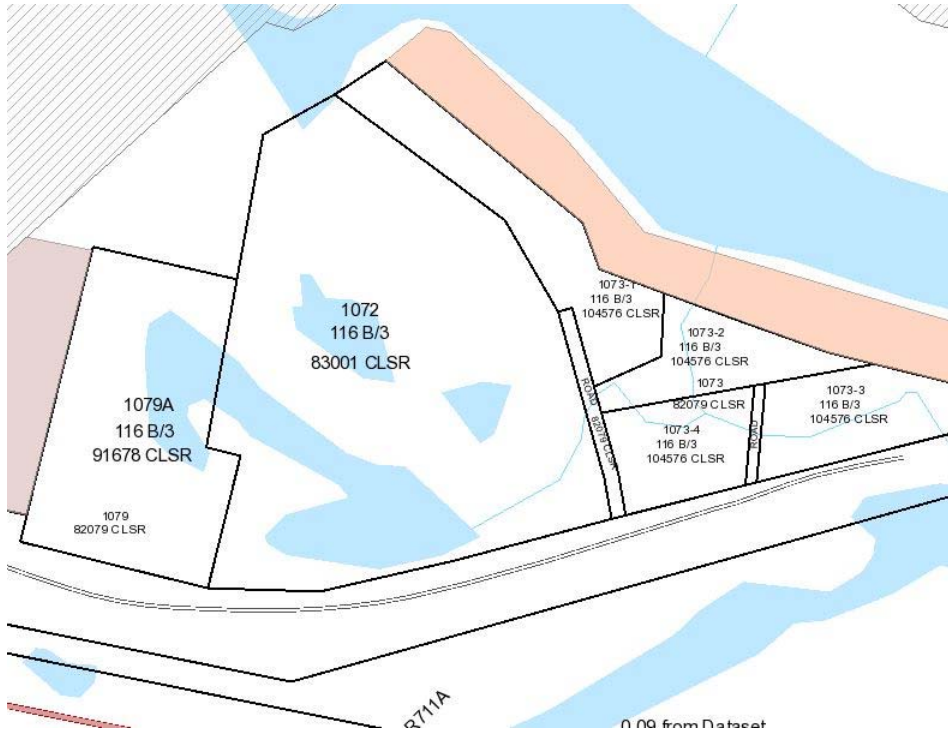 1073-1
116 B/3
104576 CLSR
1072
116 B/3
83001 CLSR
1073-2
116 B/3
104576 CLSR
1073
82079 CLSR
1073-3
116 B/3
104576 CLSR
ROAD
82079 CLSR
1079A
116 B/3
91678 CLSR
1073-4
116 B/3
104576 CLSR
ROAD
1079
82079 CLSR
R711A
0.09 from Dataset